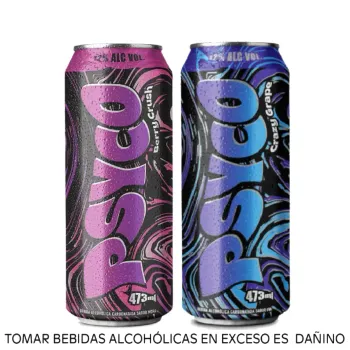 PSYCO
Berry Crush
473ml
PSYCO
Crazy Grape
473ml
TOMAR BEBIDAS ALCOHÓLICAS EN EXCESO ES DAÑINO